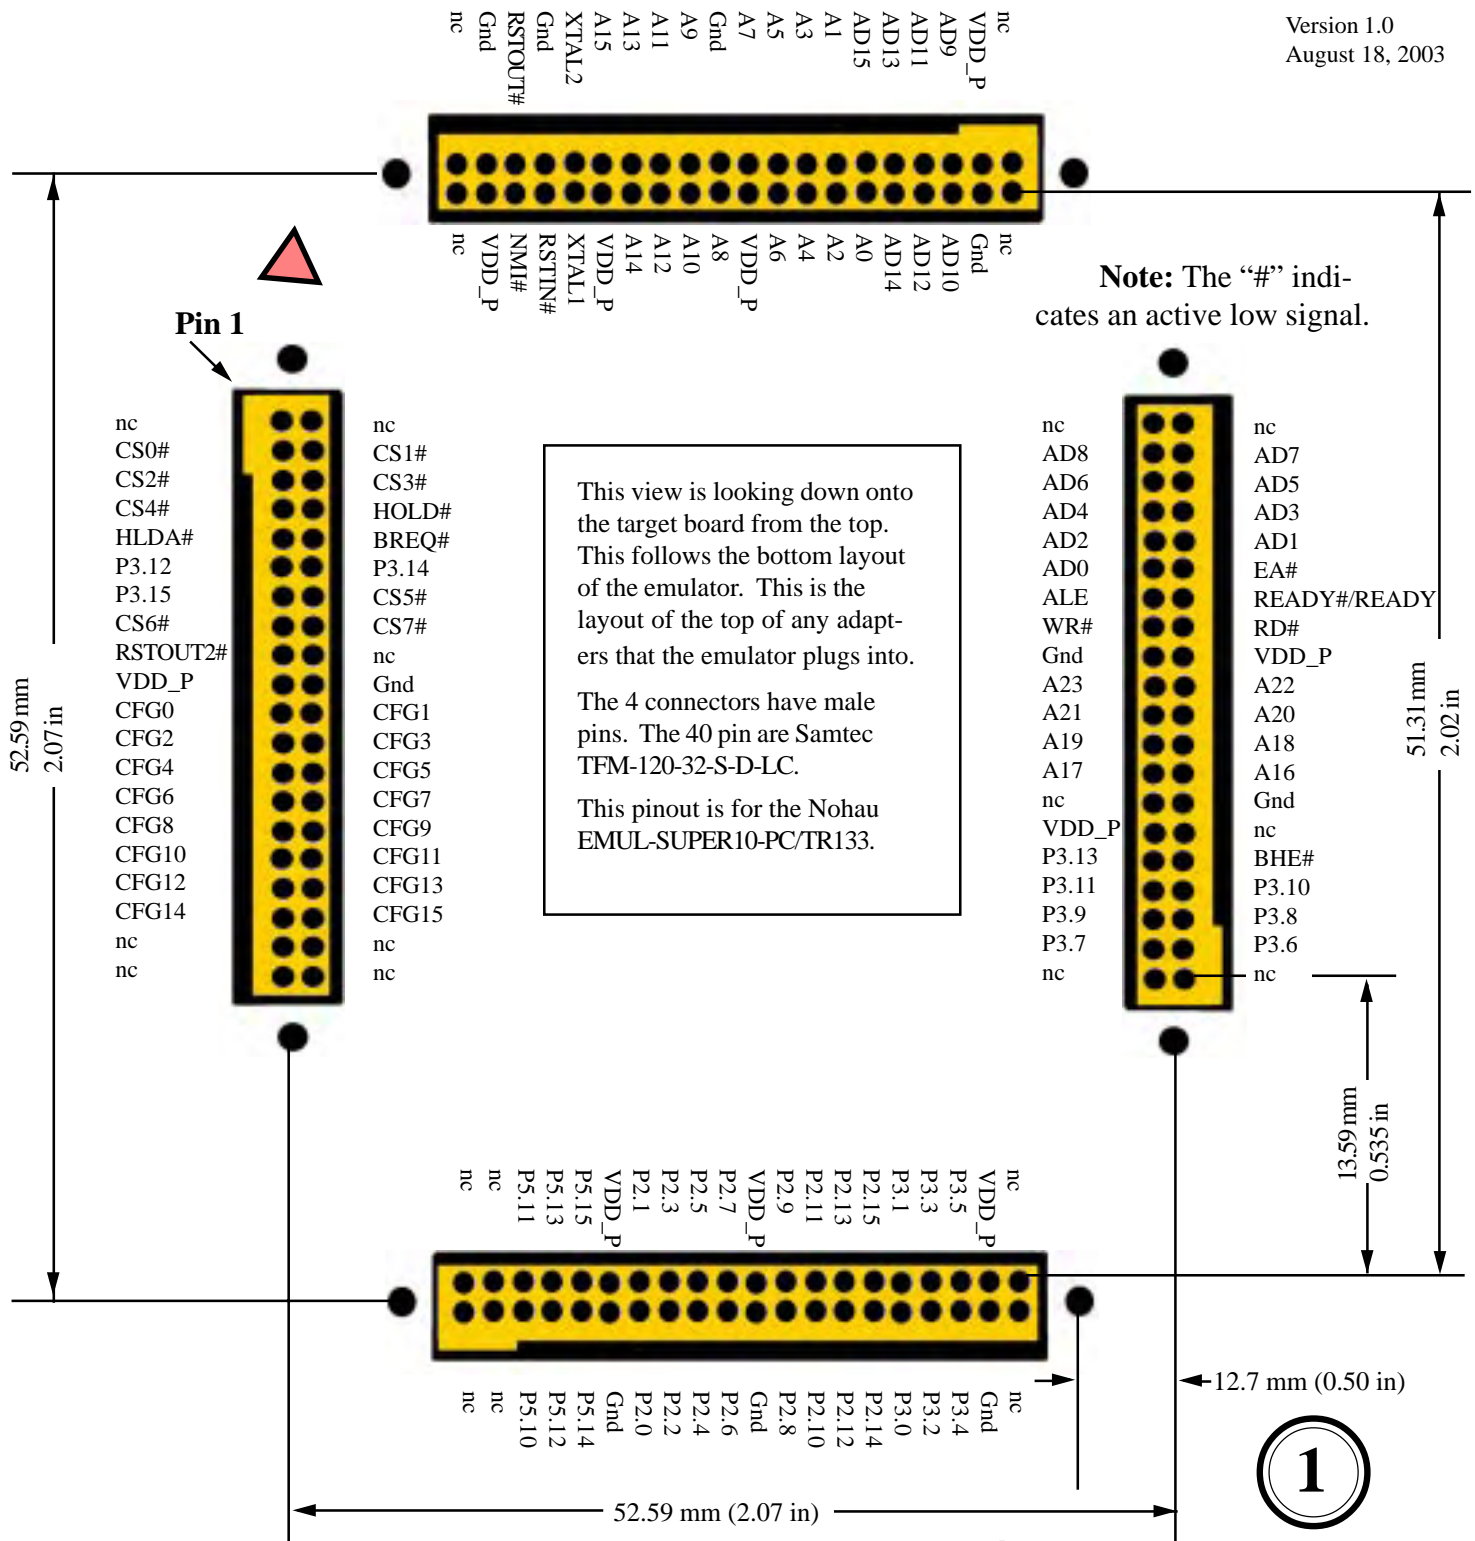 nc Gnd RSTOUT# Gnd XTAL2 A15 A13 A11 A9 Gnd A7 A5 A3 A1 AD15 AD13 AD11 AD9 VDD_P nc
Version 1.0
August 18, 2003
nc VDD_P NMI# RSTIN# XTAL1 VDD_P A14 A12 A10 A8 VDD_P A6 A4 A2 A0 AD14 AD12 AD10 Gnd nc
Note: The “#” indi-
cates an active low signal.
Pin 1
nc nc
CS0# CS1#
CS2# CS3#
CS4# HOLD#
HLDA# BREQ#
P3.12 P3.14
P3.15 CS5#
CS6# CS7#
RSTOUT2# nc
VDD_P Gnd
CFG0 CFG1
CFG2 CFG3
CFG4 CFG5
CFG6 CFG7
CFG8 CFG9
CFG10 CFG11
CFG12 CFG13
CFG14 CFG15
nc nc
nc nc
This view is looking down onto
the target board from the top.
This follows the bottom layout
of the emulator. This is the
layout of the top of any adapt-
ers that the emulator plugs into.
The 4 connectors have male
pins. The 40 pin are Samtec
TFM-120-32-S-D-LC.
This pinout is for the Nohau
EMUL-SUPER10-PC/TR133.
nc nc
AD8 AD7
AD6 AD5
AD4 AD3
AD2 AD1
AD0 EA#
ALE READY#/READY
WR# RD#
Gnd VDD_P
A23 A22
A21 A20
A19 A18
A17 A16
nc Gnd
VDD_P nc
P3.13 BHE#
P3.11 P3.10
P3.9 P3.8
P3.7 P3.6
nc nc
52.59 mm
2.07 in
51.31 mm
2.02 in
13.59 mm
0.535 in
nc nc P5.11 P5.13 P5.15 VDD_P P2.1 P2.3 P2.5 P2.7 VDD_P P2.9 P2.11 P2.13 P2.15 P3.1 P3.3 P3.5 VDD_P nc
nc nc P5.10 P5.12 P5.14 Gnd P2.0 P2.2 P2.4 P2.6 Gnd P2.8 P2.10 P2.12 P2.14 P3.0 P3.2 P3.4 Gnd nc
12.7 mm (0.50 in)
1
52.59 mm (2.07 in)